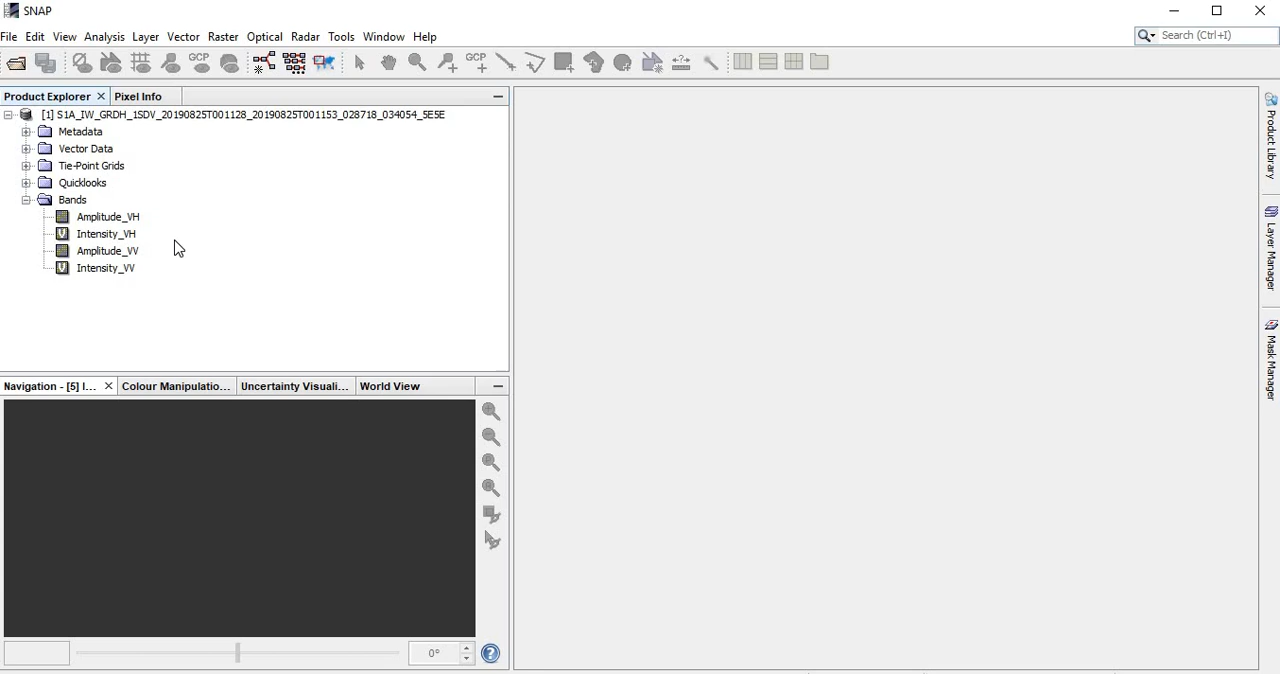 SNAP
File Edit View Analysis Layer Vector Raster Optical Radar Tools Window Help
Search (Ctrl+I)
GCP GCP
Product Explorer Pixel Info
[1] S1A_IW_GRDH_1SDV_20190825T001128_20190825T001153_028718_034054_5E5E
Metadata
Vector Data
Tie-Point Grids
Quicklooks
Bands
Amplitude_VH
Intensity_VH
Amplitude_VV
Intensity_VV
Navigation - [5] I... Colour Manipulatio... Uncertainty Visuali... World View
0°
Product Library
Layer Manager
Mask Manager